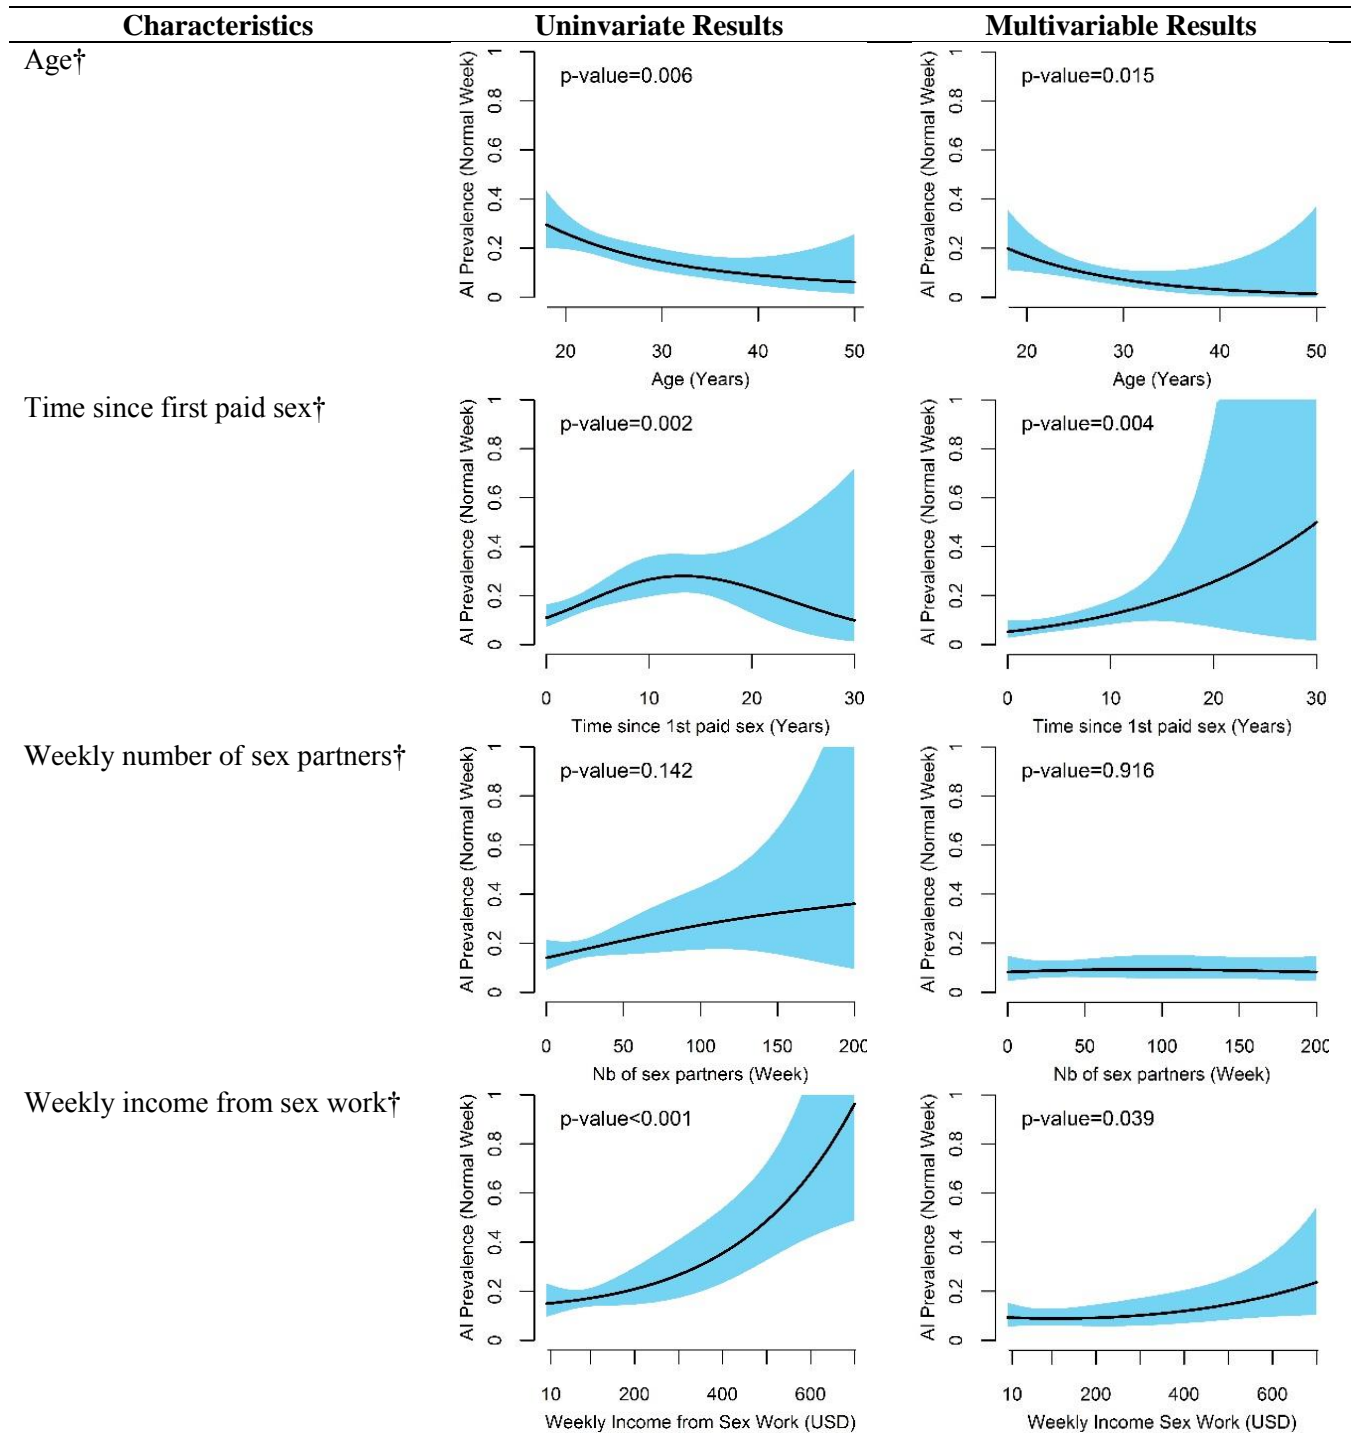 Characteristics Uninvariate Results Multivariable Results
Age†
p-value=0.006
AI Prevalence (Normal Week)
0 0.2 0.4 0.6 0.8 1
20 30 40 50
Age (Years)
p-value=0.015
AI Prevalence (Normal Week)
0 0.2 0.4 0.6 0.8 1
20 30 40 50
Age (Years)
Time since first paid sex†
p-value=0.002
AI Prevalence (Normal Week)
0 0.2 0.4 0.6 0.8 1
0 10 20 30
Time since 1st paid sex (Years)
p-value=0.004
AI Prevalence (Normal Week)
0 0.2 0.4 0.6 0.8 1
0 10 20 30
Time since 1st paid sex (Years)
Weekly number of sex partners†
p-value=0.142
AI Prevalence (Normal Week)
0 0.2 0.4 0.6 0.8 1
0 50 100 150 200
Nb of sex partners (Week)
p-value=0.916
AI Prevalence (Normal Week)
0 0.2 0.4 0.6 0.8 1
0 50 100 150 200
Nb of sex partners (Week)
Weekly income from sex work†
p-value<0.001
AI Prevalence (Normal Week)
0 0.2 0.4 0.6 0.8 1
10 200 400 600
Weekly Income from Sex Work (USD)
p-value=0.039
AI Prevalence (Normal Week)
0 0.2 0.4 0.6 0.8 1
10 200 400 600
Weekly Income Sex Work (USD)